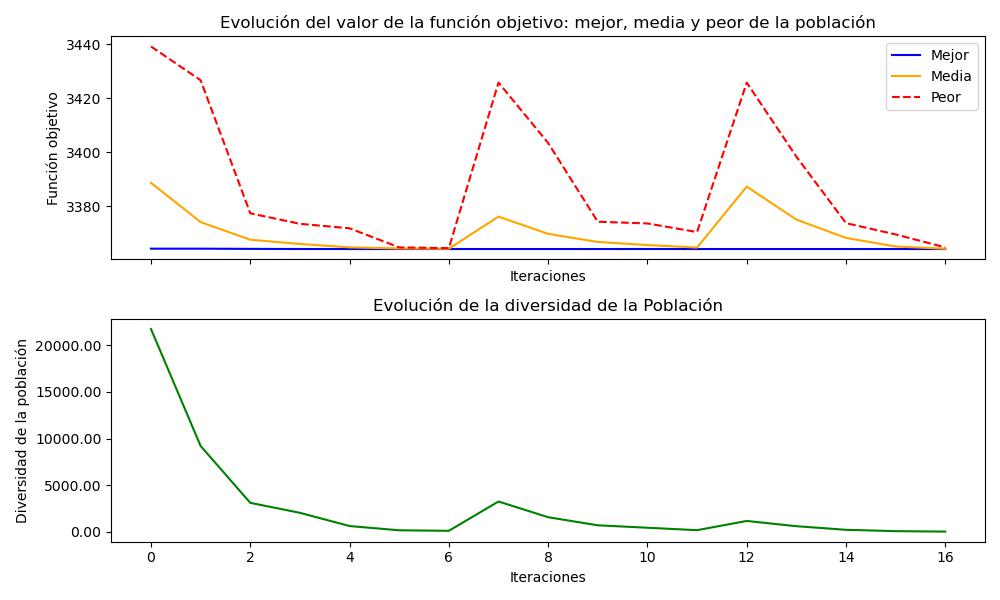 Evolución del valor de la función objetivo: mejor, media y peor de la población
Función objetivo
3440
3420
3400
3380
Mejor
Media
Peor
Iteraciones
Evolución de la diversidad de la Población
Diversidad de la población
20000.00
15000.00
10000.00
5000.00
0.00
0 2 4 6 8 10 12 14 16
Iteraciones